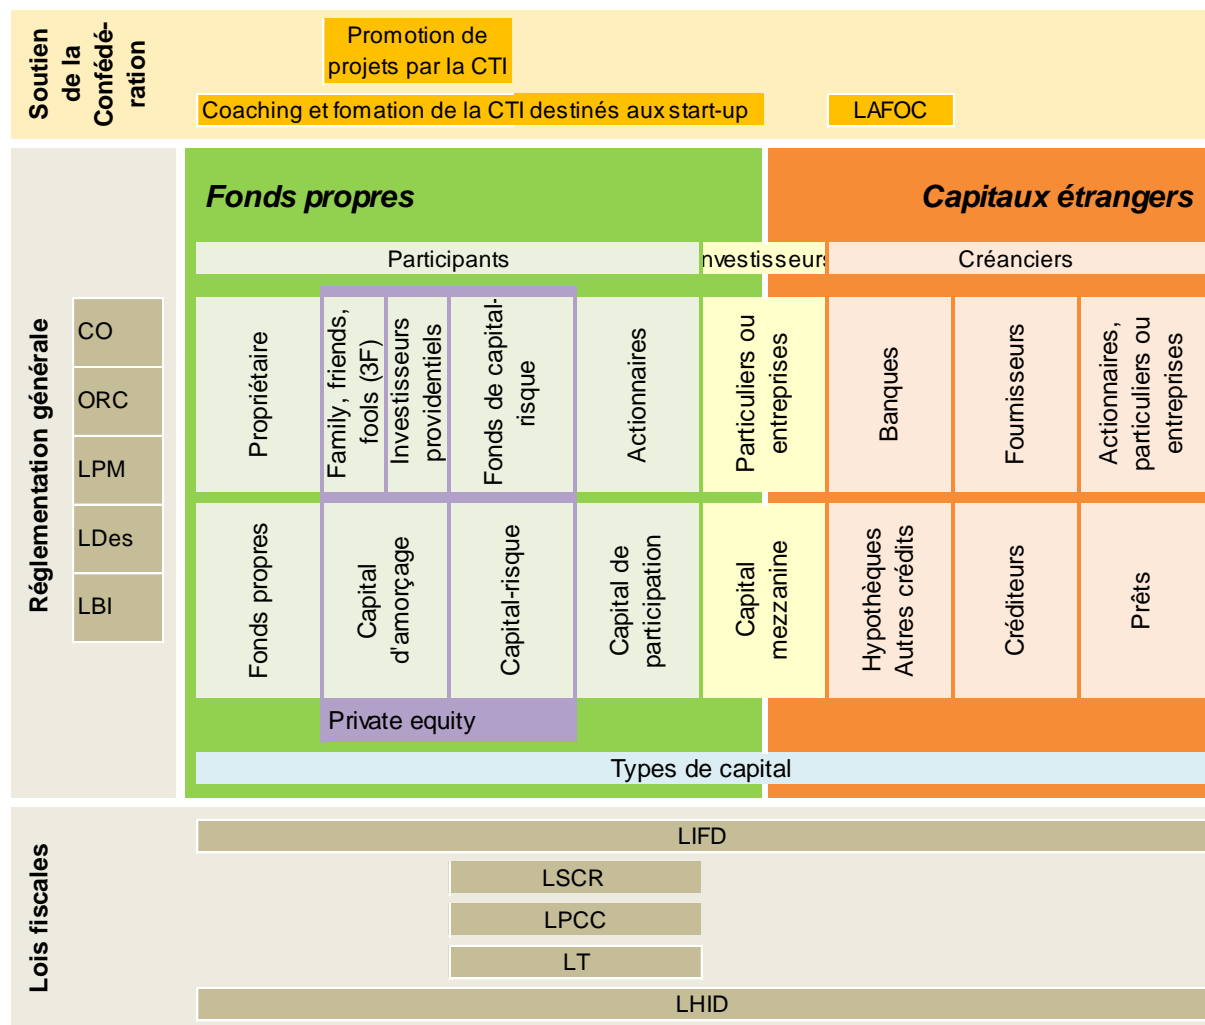 Soutien
de la
Confédé-
ration
Promotion de
projets par la CTI
Coaching et fomation de la CTI destinés aux start-up
LAFOC
Réglementation générale
CO
ORC
LPM
LDes
LBI
Fonds propres
Capitaux étrangers
Participants
nvestisseurs
Créanciers
Propriétaire
Family, friends,
fools (3F)
Investisseurs
providentiels
Fonds de capital-
risque
Actionnaires
Particuliers ou
entreprises
Banques
Fournisseurs
Actionnaires,
particuliers ou
entreprises
Fonds propres
Capital
d'amorçage
Capital-risque
Capital de
participation
Capital
mezzanine
Hypothèques
Autres crédits
Créditeurs
Prêts
Private equity
Types de capital
Lois fiscales
LIFD
LSCR
LPCC
LT
LHID